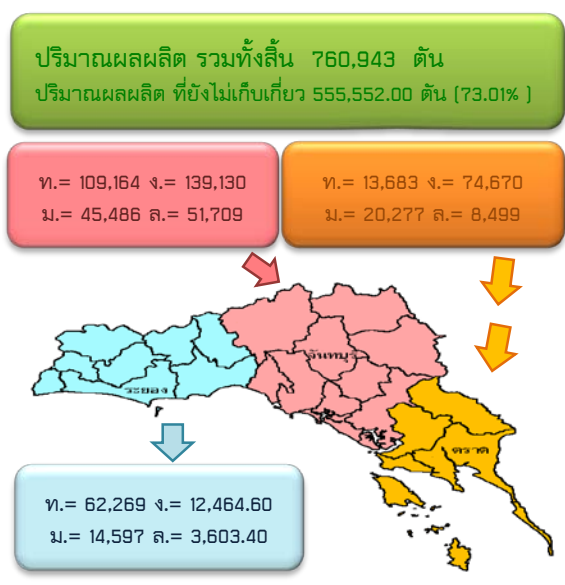 ปริมาณผลผลิต รวมทั้งสิ้น 760,943 ตัน
ปริมาณผลผลิต ที่ยังไม่เก็บเกี่ยว 555,552.00 ตัน (73.01% )
ท.= 109,164 ง.= 139,130
ม.= 45,486 ล.= 51,709
ท.= 13,683 ง.= 74,670
ม.= 20,277 ล.= 8,499
จันทบุรี
ระยอง
ตราด
ท.= 62,269 ง.= 12,464.60
ม.= 14,597 ล.= 3,603.40